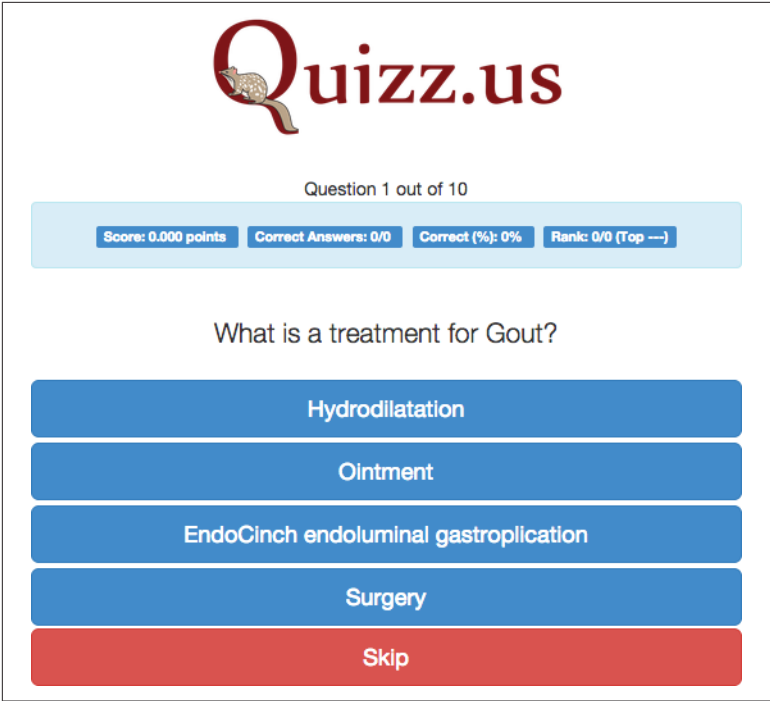 Quizz.us
Question 1 out of 10
Score: 0.000 points Correct Answers: 0/0 Correct (%): 0% Rank: 0/0 (Top ---)
What is a treatment for Gout?
Hydrodilatation
Ointment
EndoCinch endoluminal gastroplication
Surgery
Skip